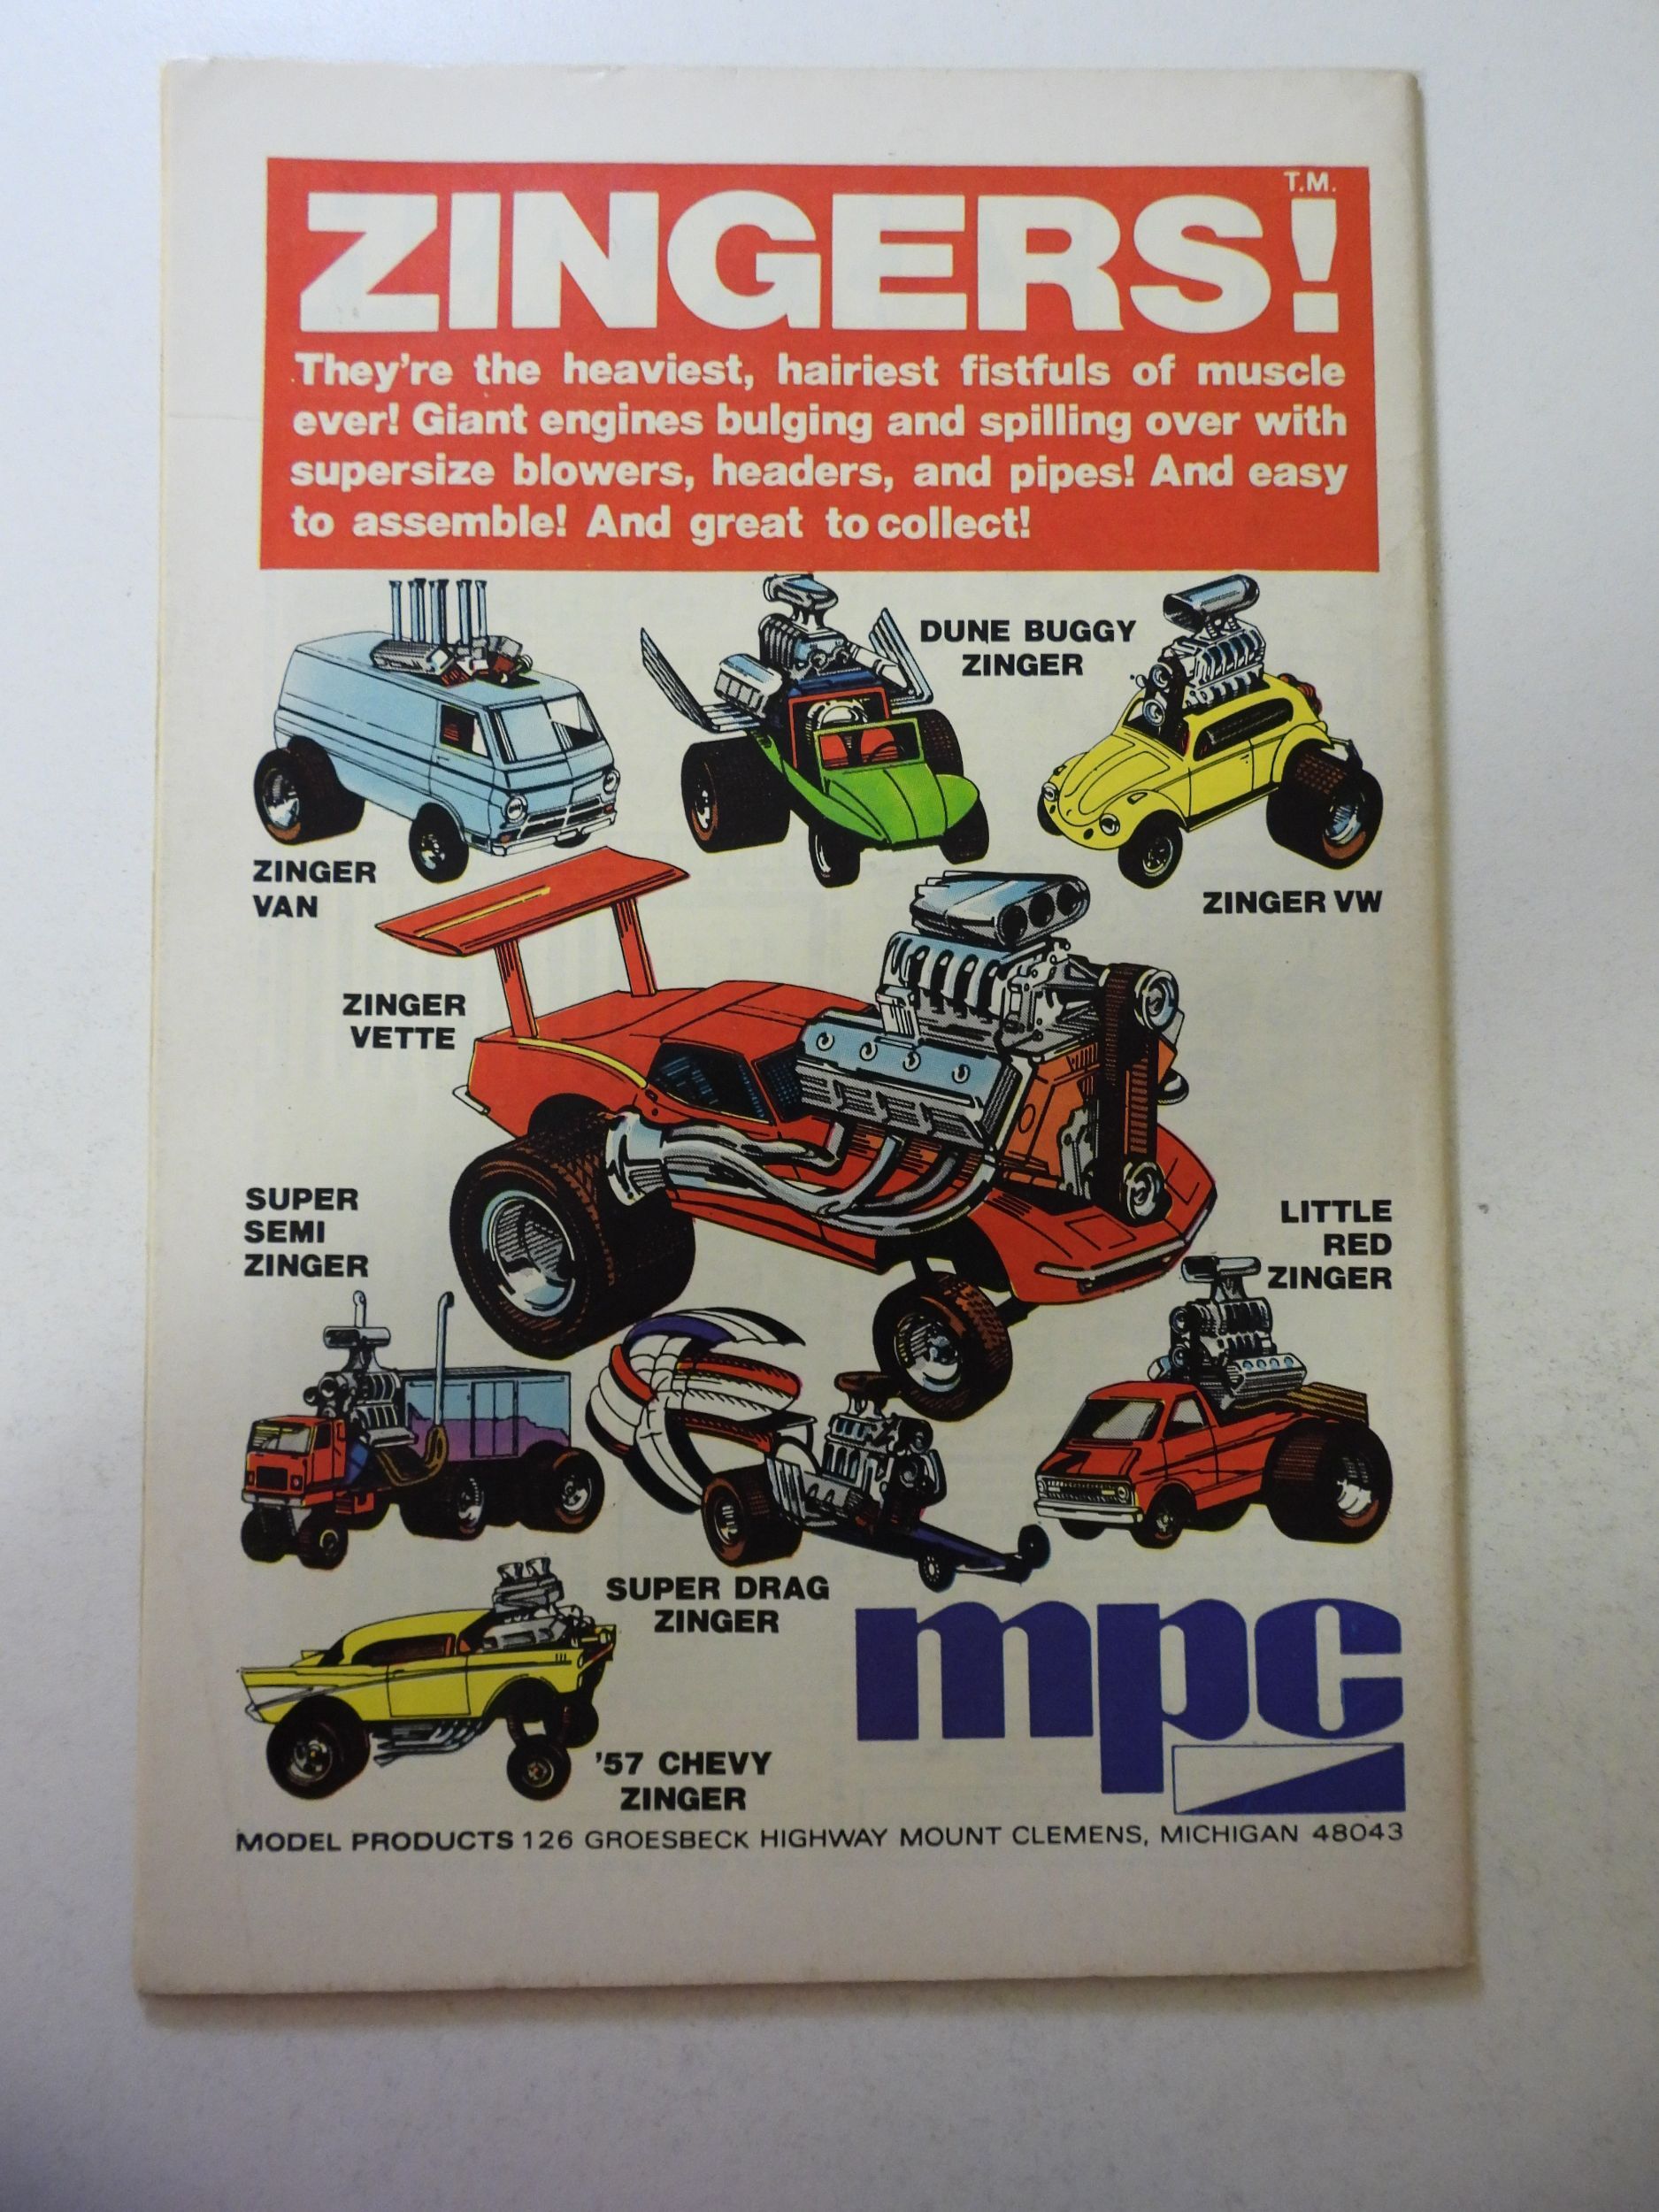 T.M.
ZINGERS!
They're the heaviest, hairiest fistfuls of muscle
ever! Giant engines bulging and spilling over with
supersize blowers, headers, and pipes! And easy
to assemble! And great to collect!
DUNE BUGGY
ZINGER
ZINGER
VAN
ZINGER VW
ZINGER
VETTE
SUPER
SEMI
ZINGER
LITTLE
RED
ZINGER
SUPER DRAG
ZINGER
'57 CHEVY
ZINGER
mpc
MODEL PRODUCTS 126 GROESBECK HIGHWAY MOUNT CLEMENS, MICHIGAN 48043